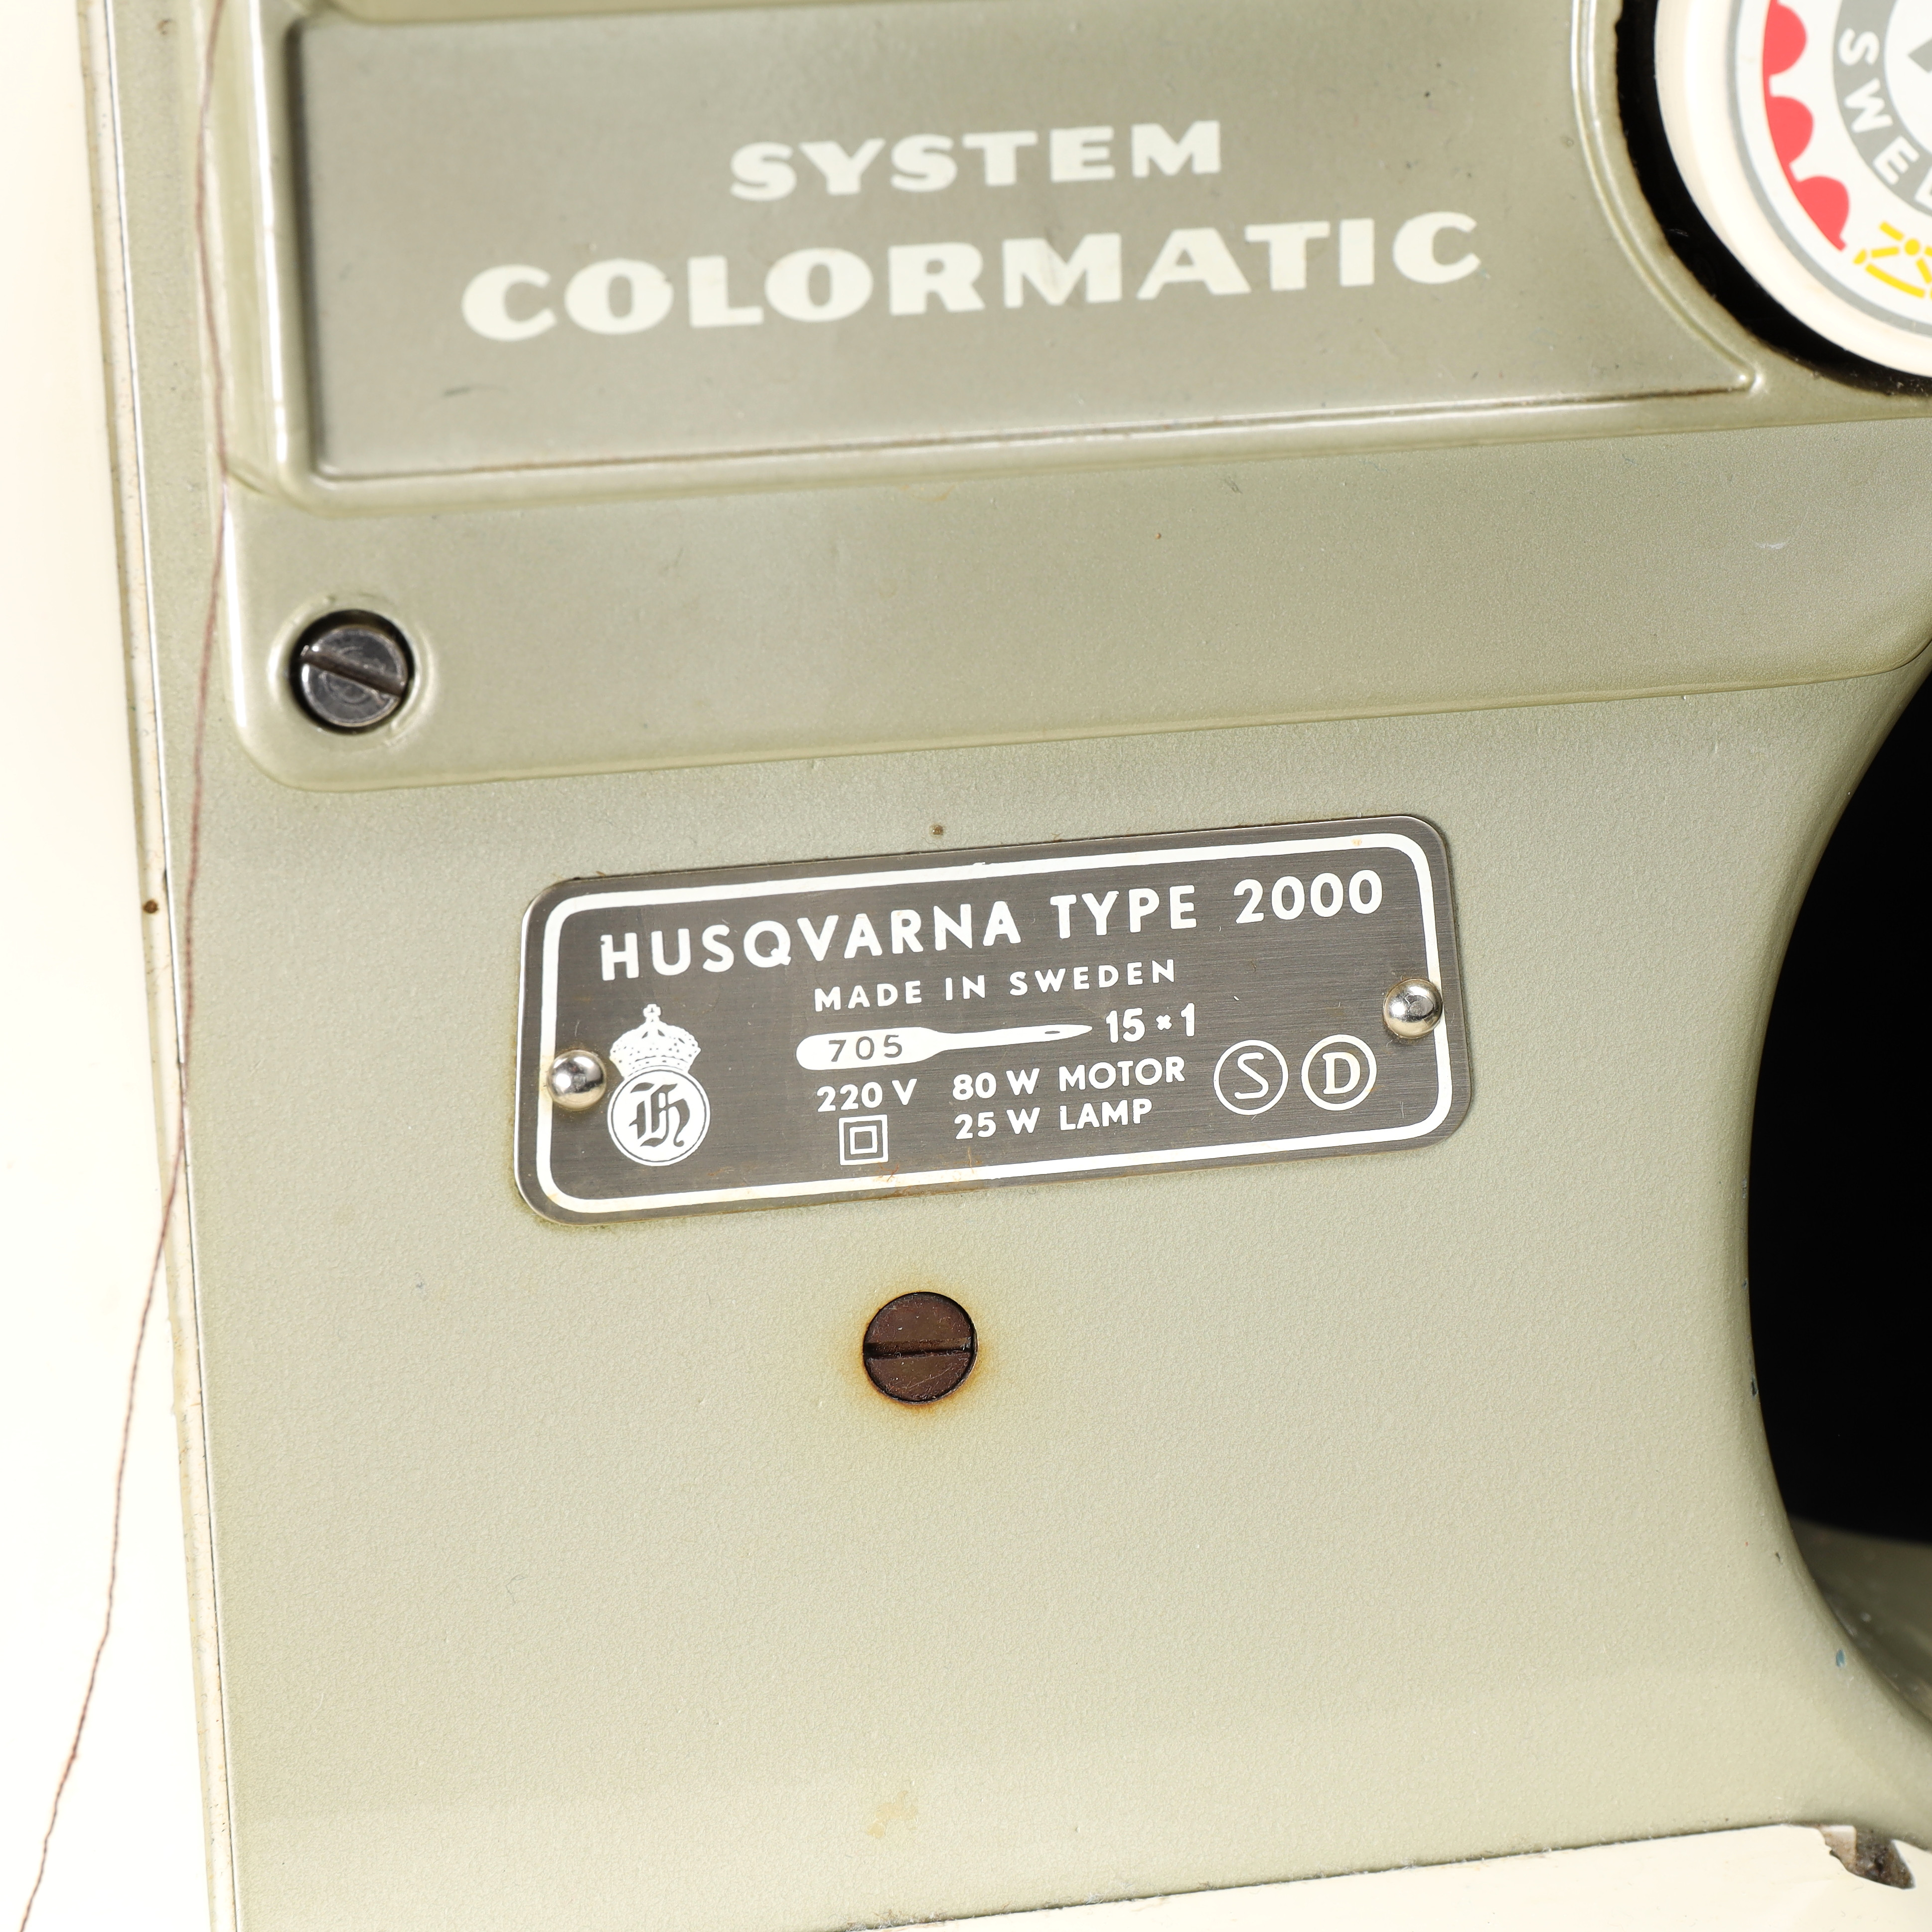 SYSTEM
COLORMATIC
HUSQVARNA TYPE 2000
MADE IN SWEDEN
705 15×1
220 V 80 W MOTOR S D
25 W LAMP
H